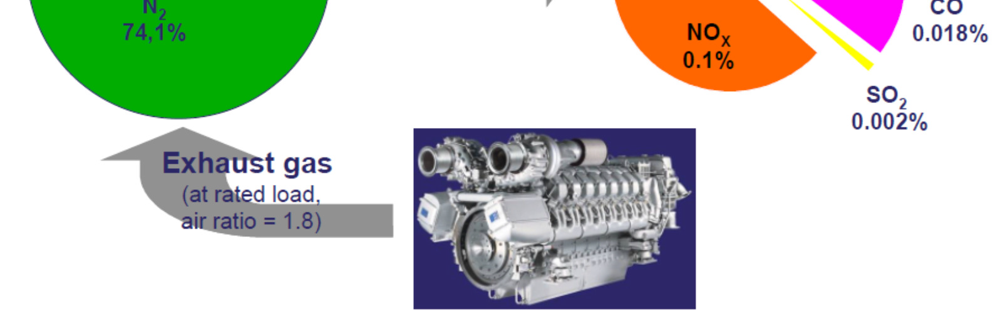 N₂
74,1%
NOX
0.1%
CO
0.018%
SO₂
0.002%
Exhaust gas
(at rated load,
air ratio = 1.8)